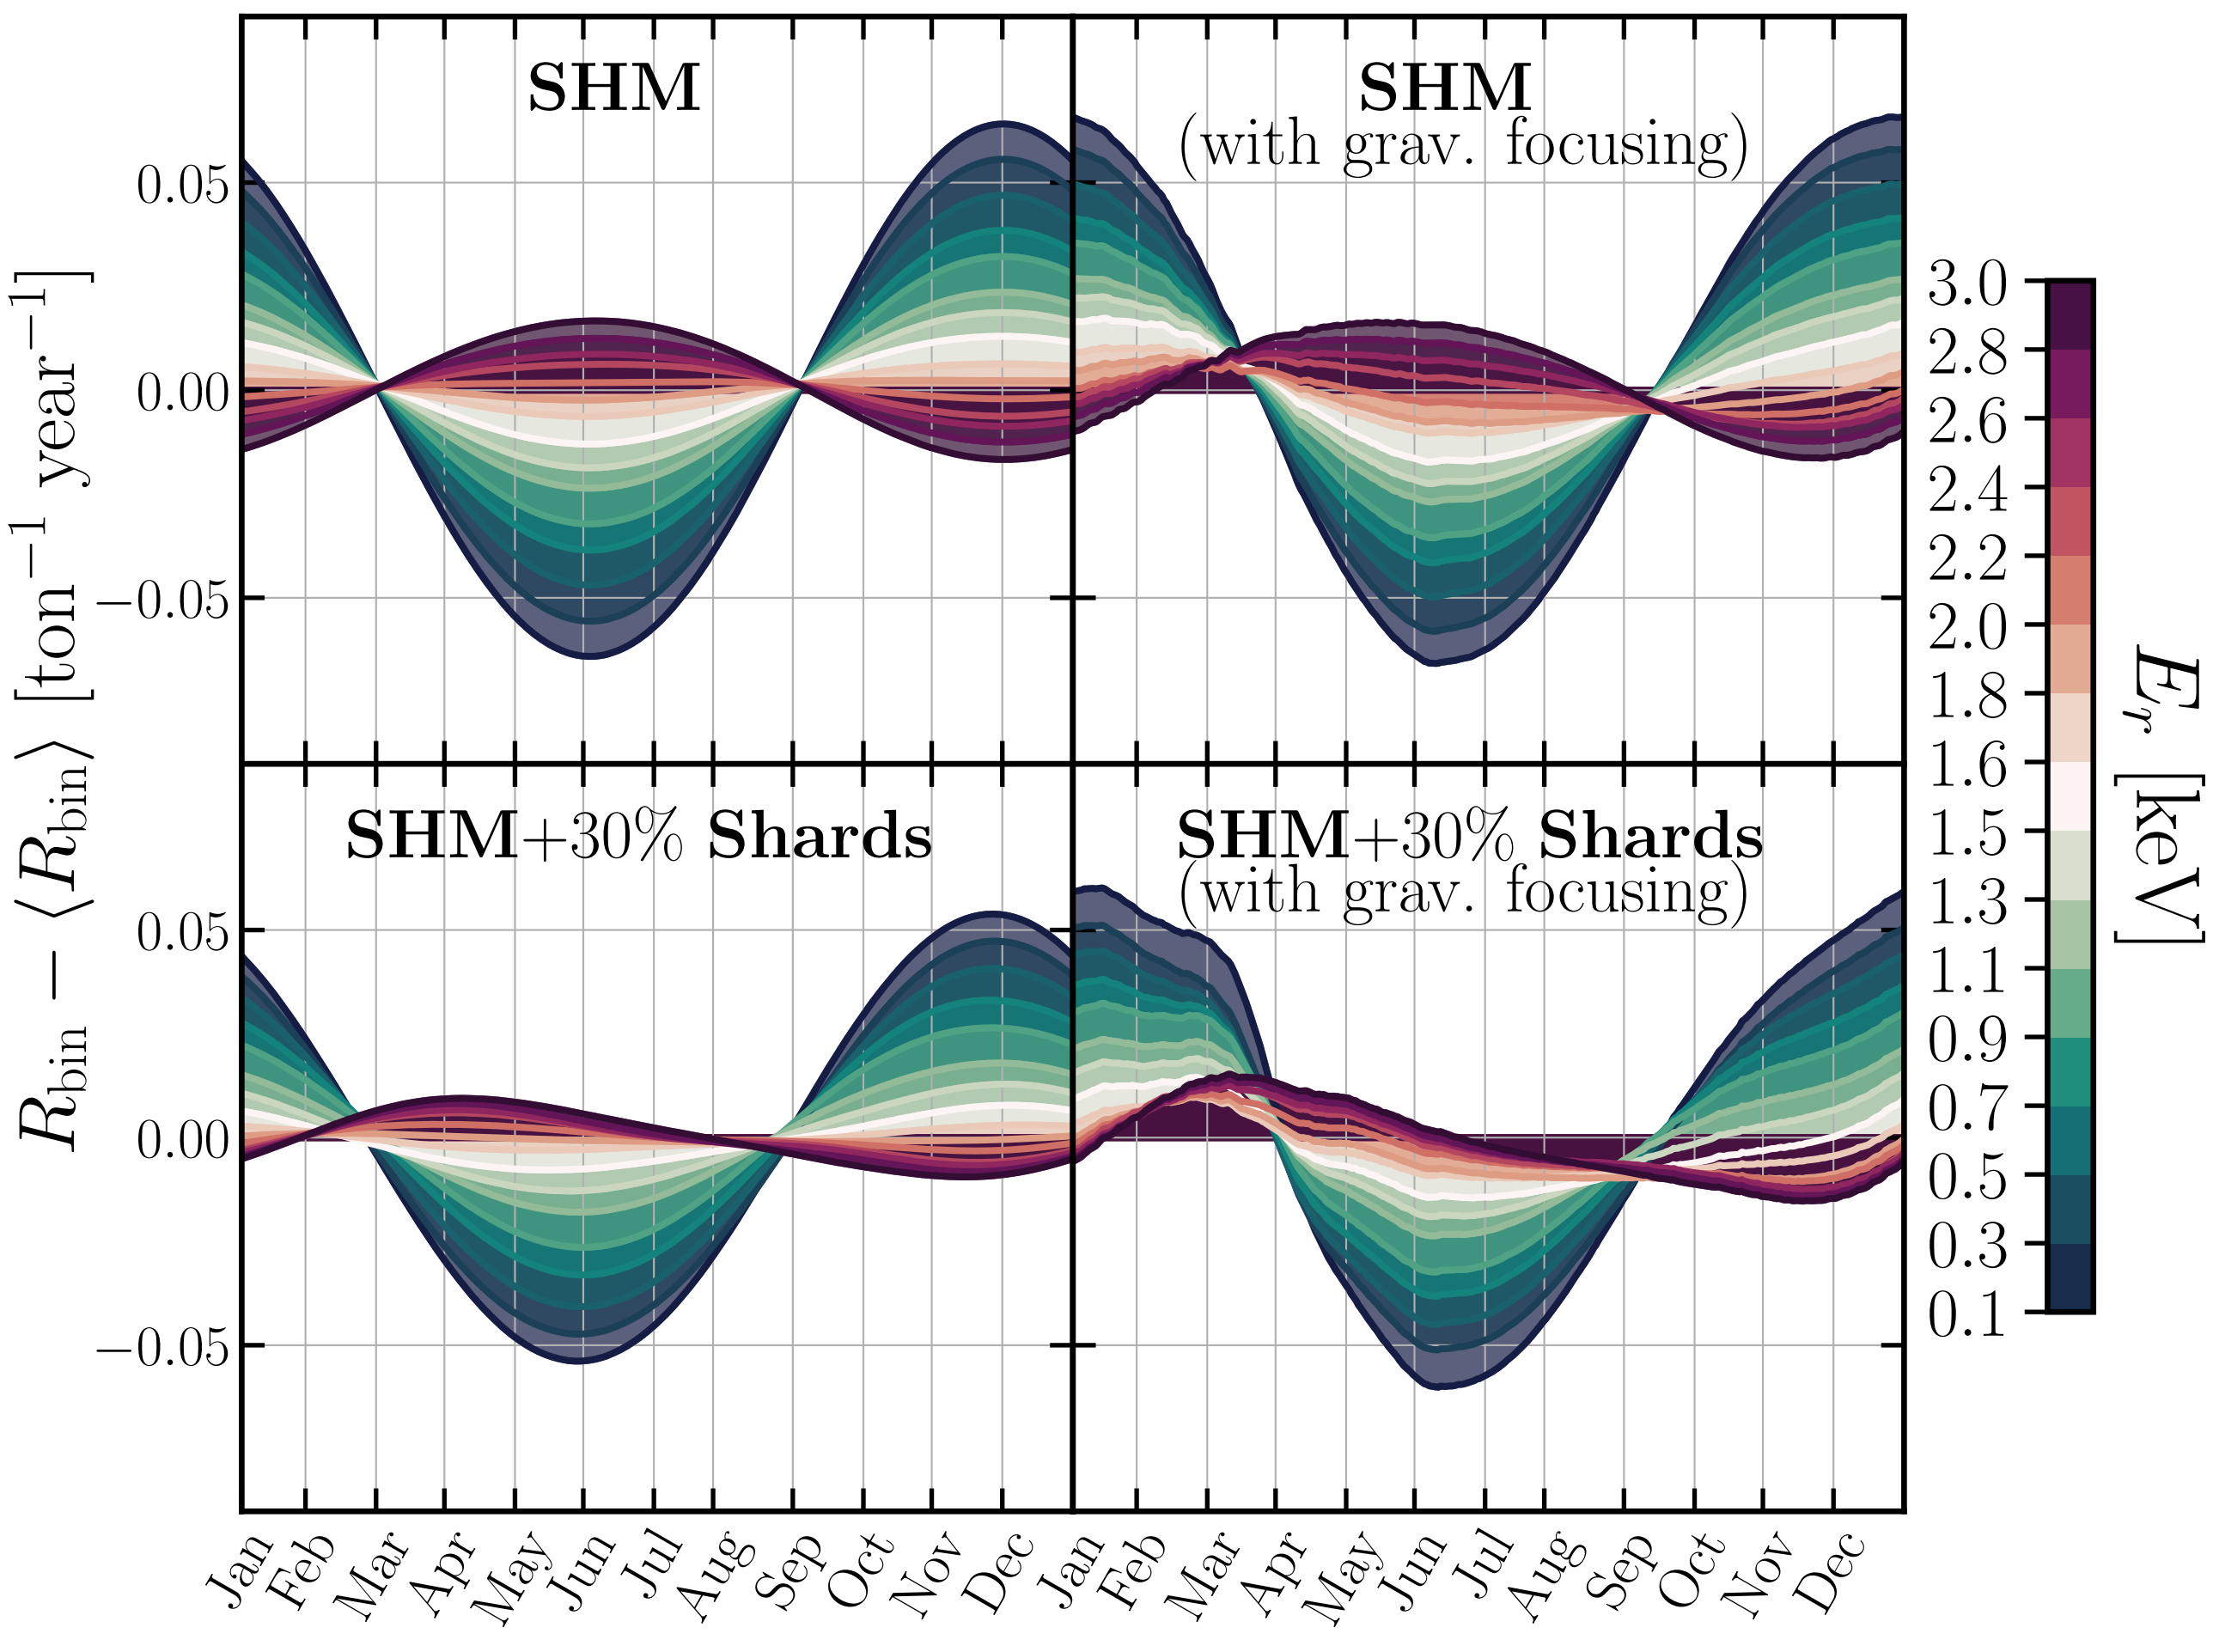 SHM
SHM
(with grav. focusing)
SHM+30% Shards
SHM+30% Shards
(with grav. focusing)
R_bin − ⟨R_bin⟩ [ton⁻¹ year⁻¹]
0.05
0.00
−0.05
0.05
0.00
−0.05
Jan
Feb
Mar
Apr
May
Jun
Jul
Aug
Sep
Oct
Nov
Dec
Jan
Feb
Mar
Apr
May
Jun
Jul
Aug
Sep
Oct
Nov
Dec
3.0
2.8
2.6
2.4
2.2
2.0
1.8
1.6
1.5
1.3
1.1
0.9
0.7
0.5
0.3
0.1
E_r [keV]